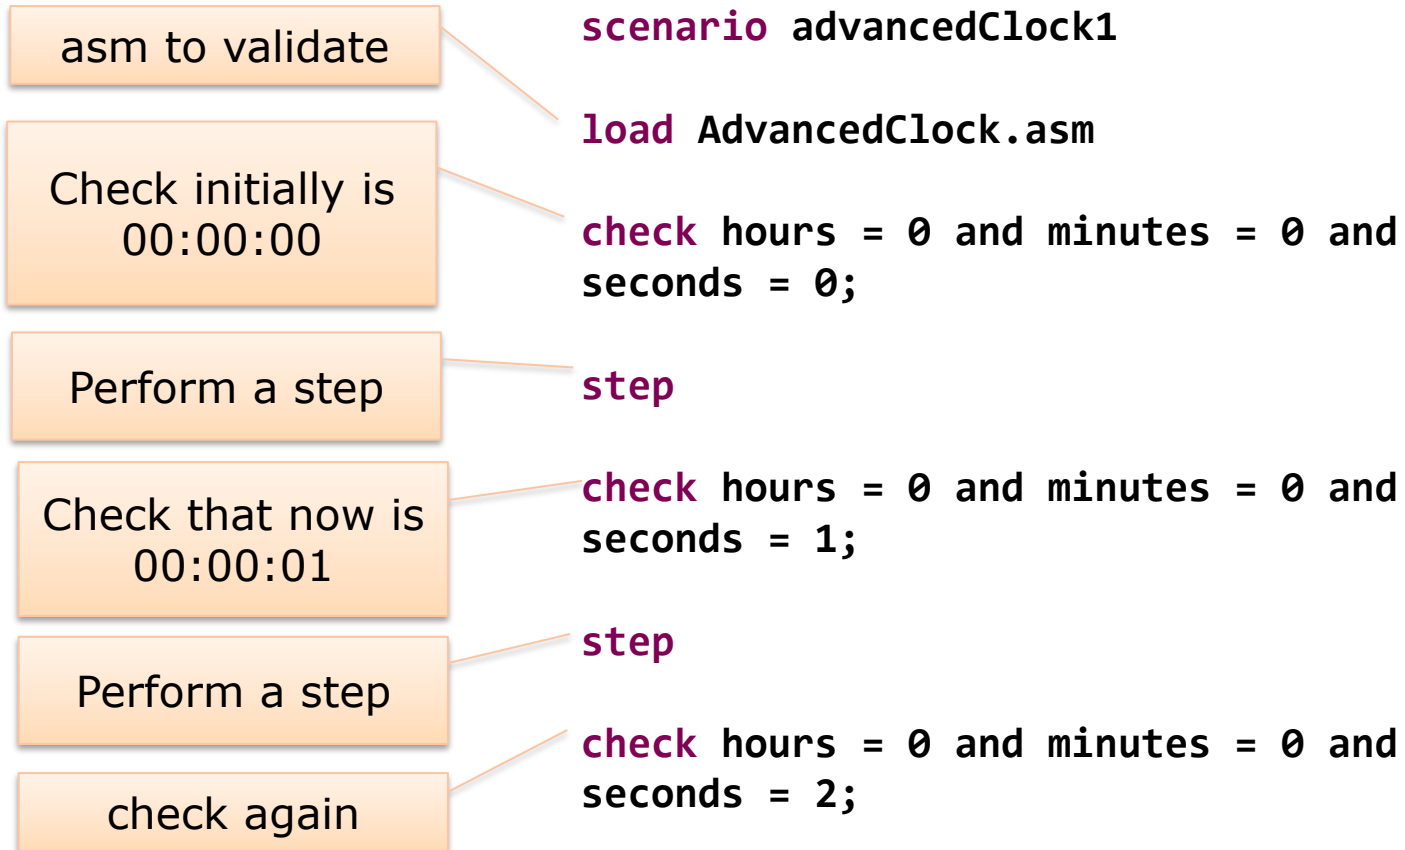 asm to validate
scenario advancedClock1
load AdvancedClock.asm
Check initially is
00:00:00
check hours = 0 and minutes = 0 and
seconds = 0;
Perform a step
step
Check that now is
00:00:01
check hours = 0 and minutes = 0 and
seconds = 1;
Perform a step
step
check again
check hours = 0 and minutes = 0 and
seconds = 2;